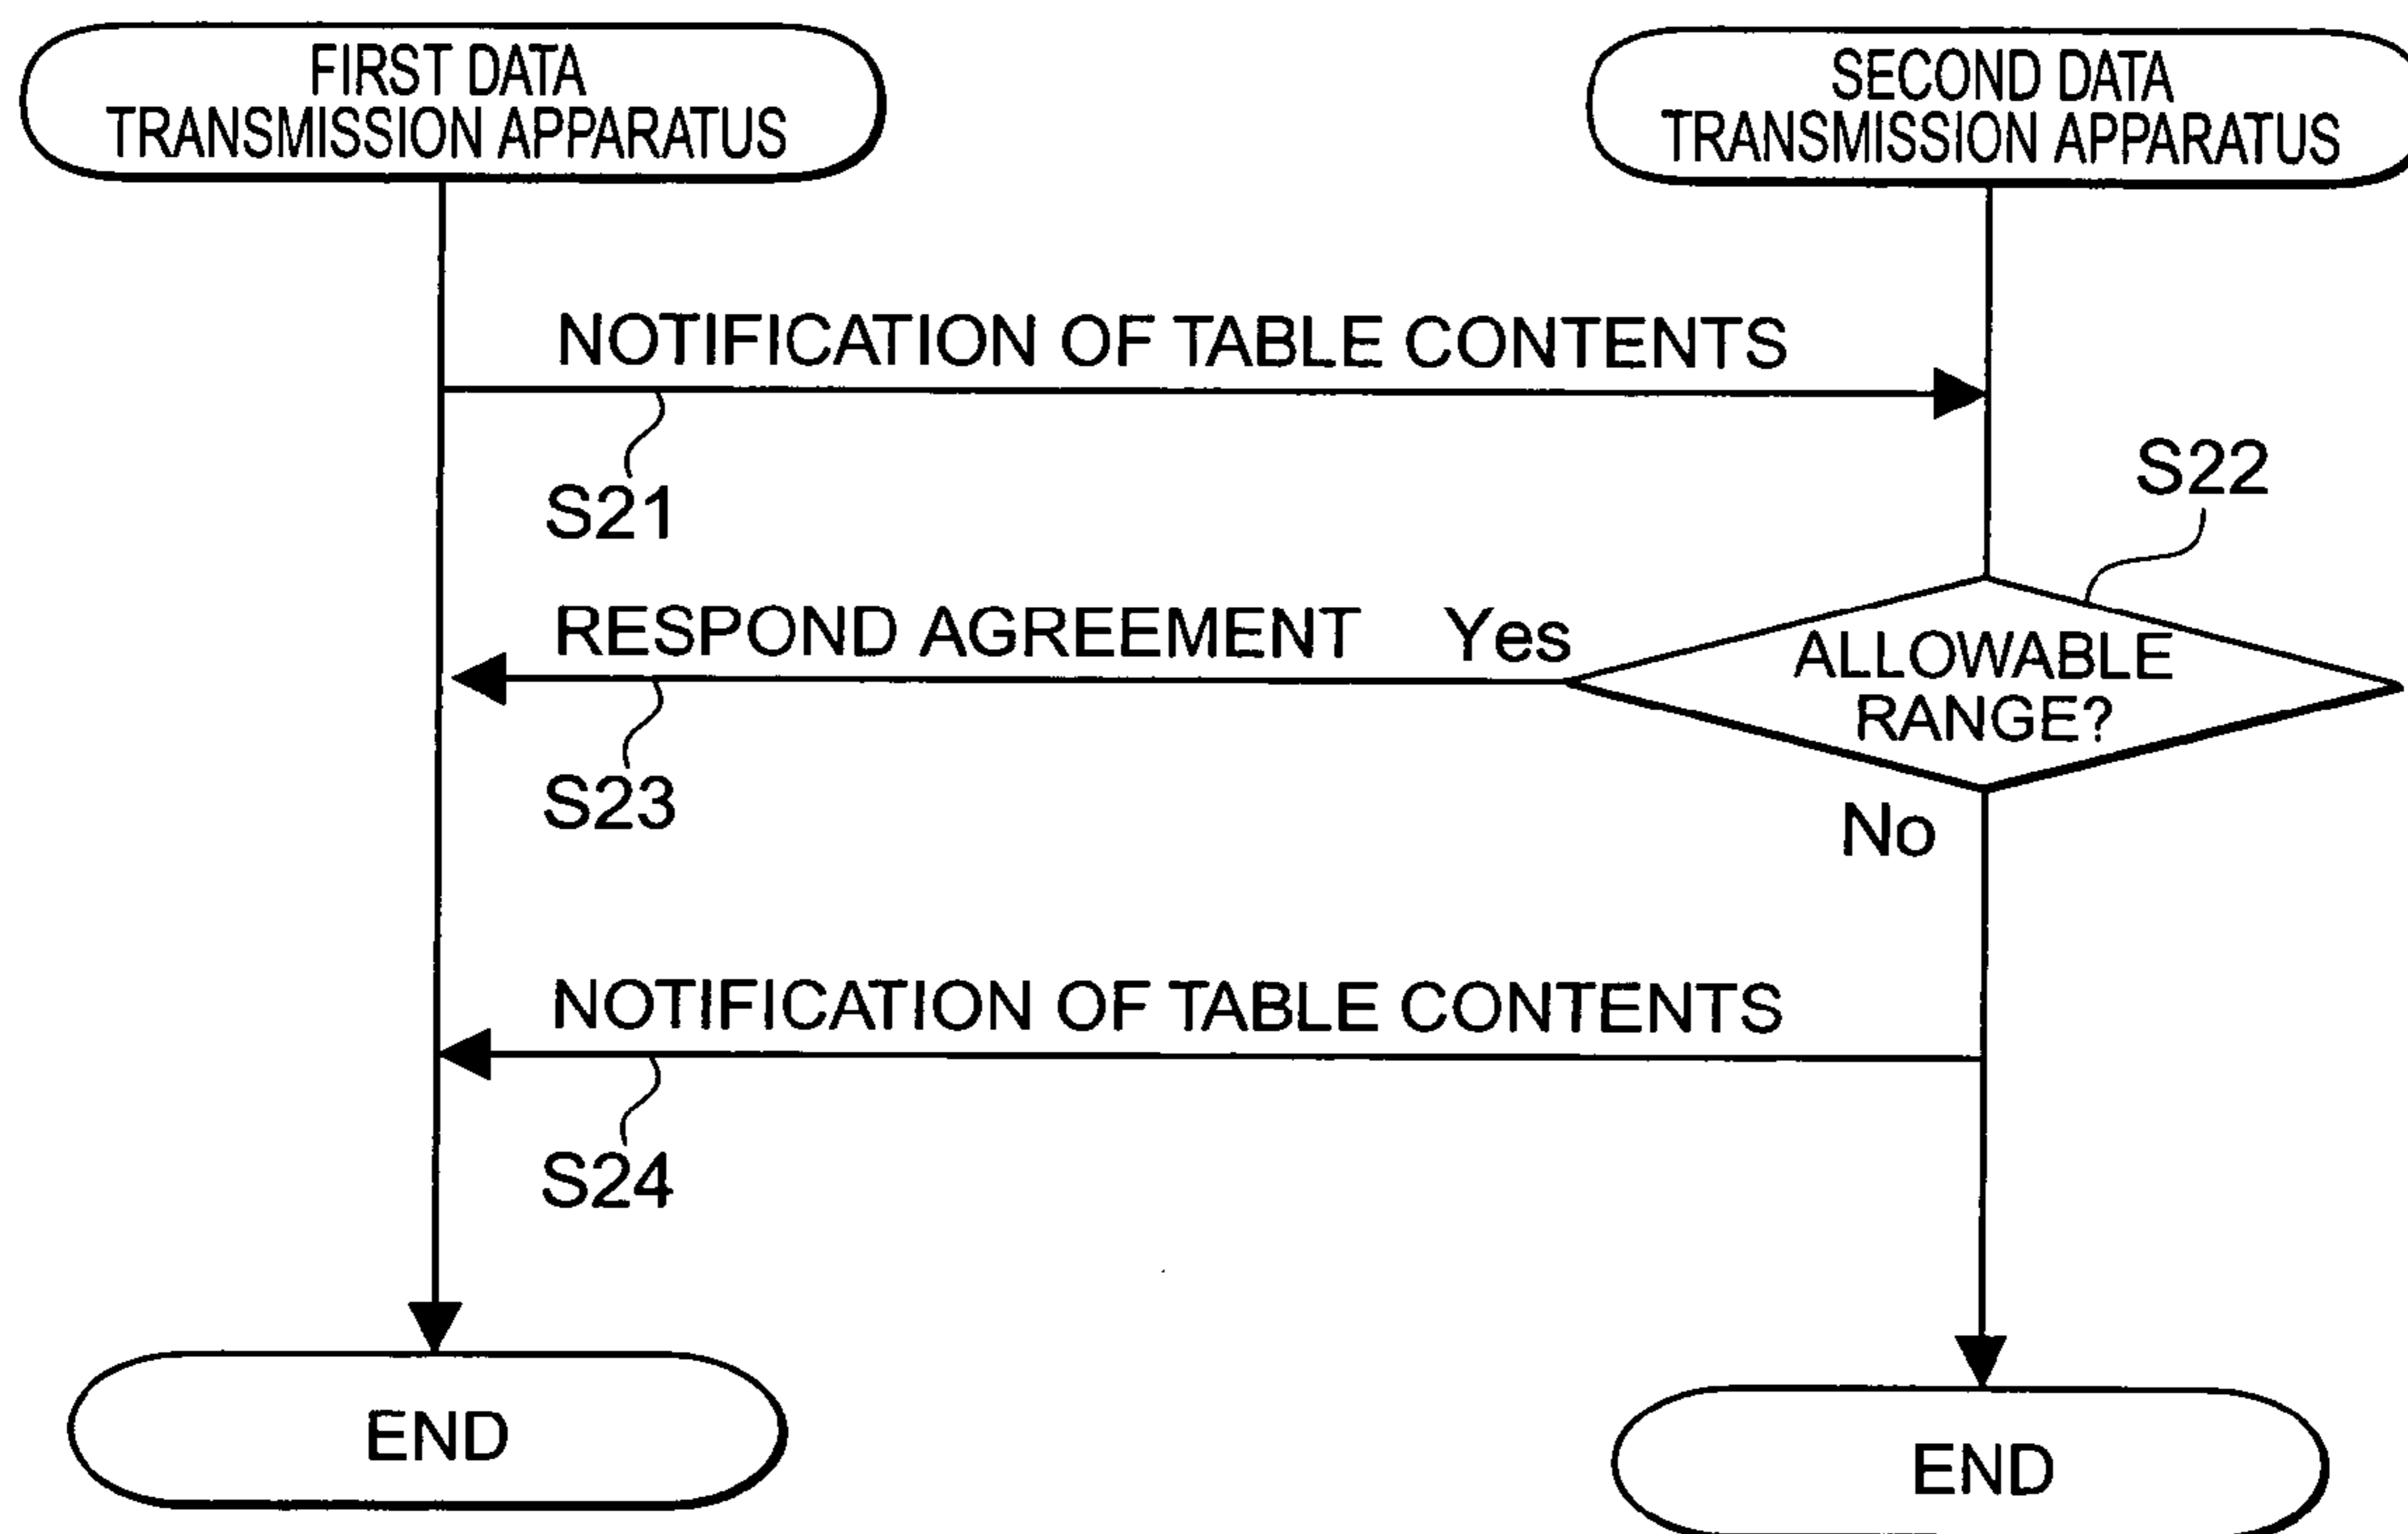 FIRST DATA
TRANSMISSION APPARATUS
SECOND DATA
TRANSMISSION APPARATUS
NOTIFICATION OF TABLE CONTENTS
S21
S22
RESPOND AGREEMENT
Yes
ALLOWABLE
RANGE?
S23
No
NOTIFICATION OF TABLE CONTENTS
S24
END
END